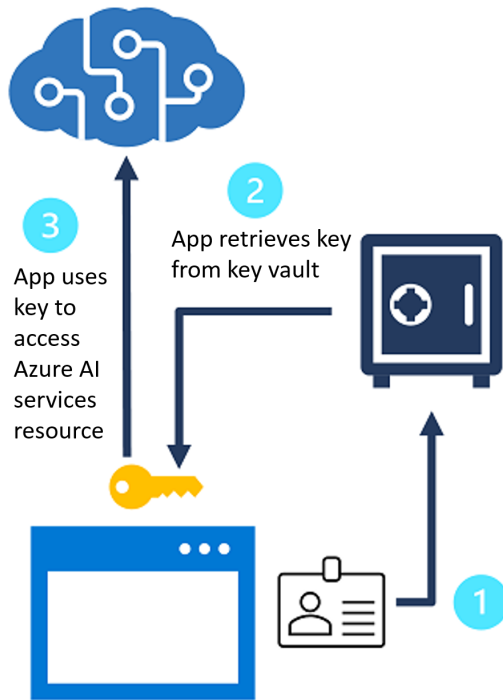 2
3
App retrieves key
from key vault
App uses
key to
access
Azure AI
services
resource
1